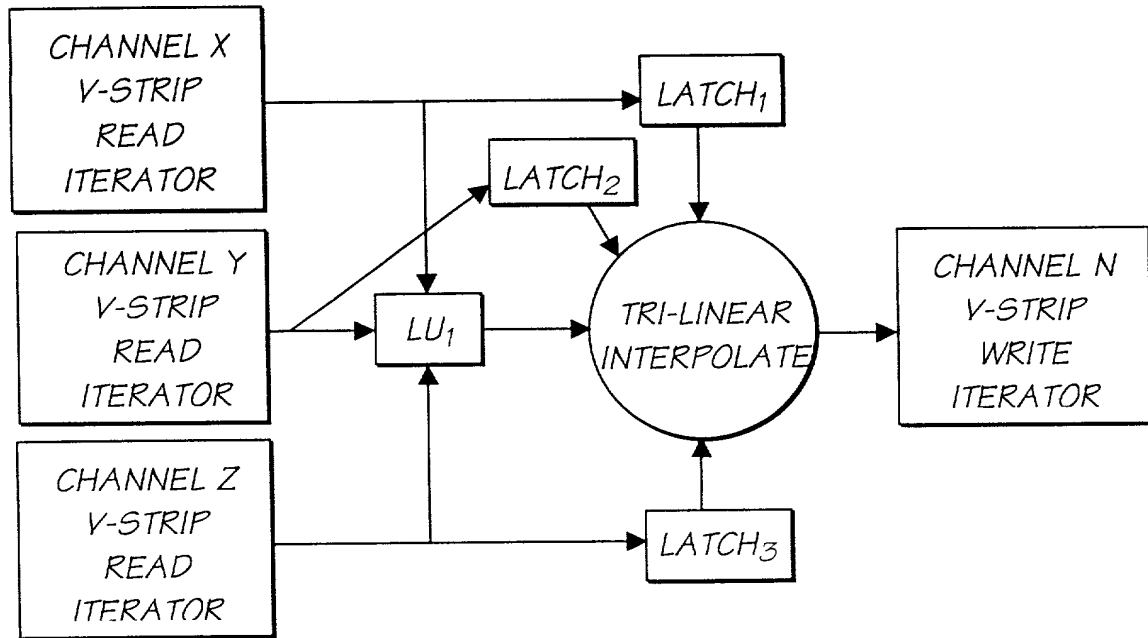 CHANNEL X
V-STRIP
READ
ITERATOR
LATCH1
LATCH2
CHANNEL Y
V-STRIP
READ
ITERATOR
LU1
TRI-LINEAR
INTERPOLATE
CHANNEL N
V-STRIP
WRITE
ITERATOR
CHANNEL Z
V-STRIP
READ
ITERATOR
LATCH3